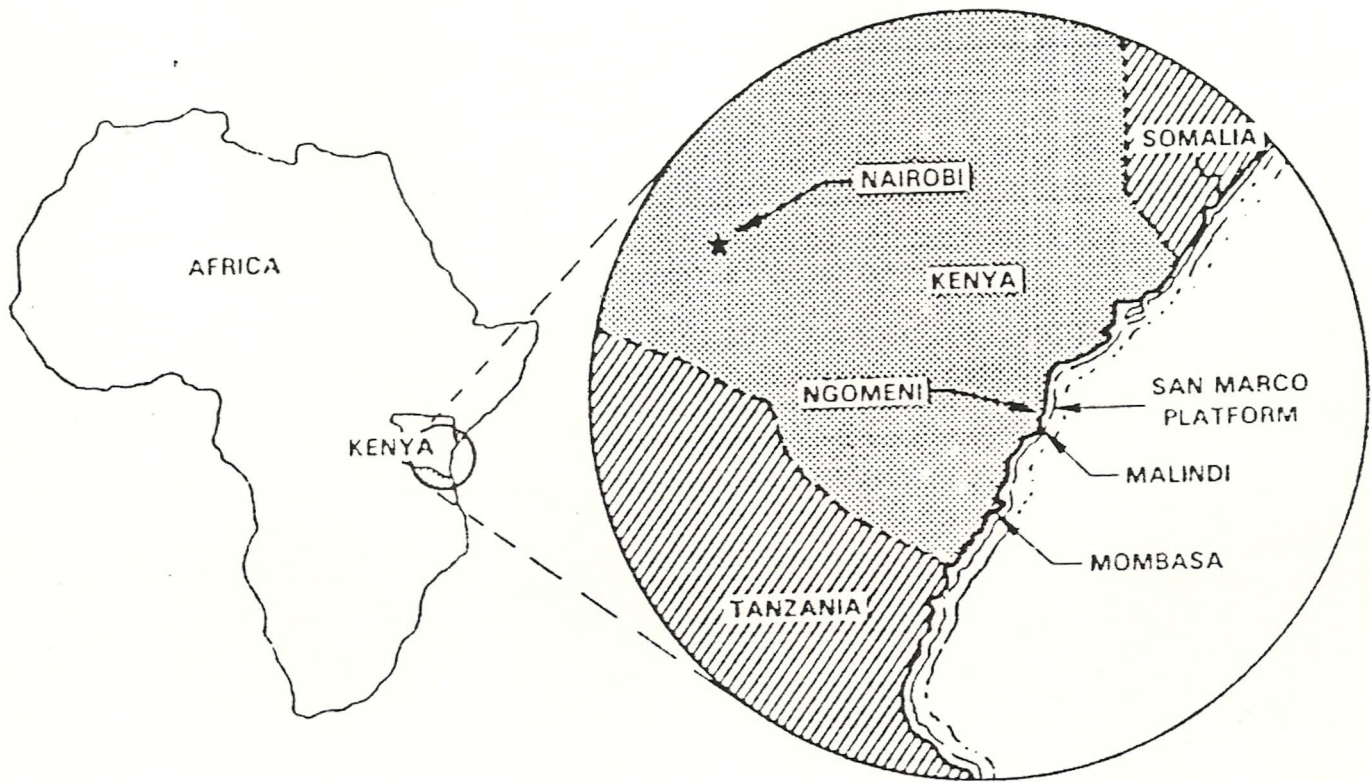 AFRICA
KENYA
SOMALIA
NAIROBI
KENYA
NGOMENI
SAN MARCO
PLATFORM
MALINDI
MOMBASA
TANZANIA